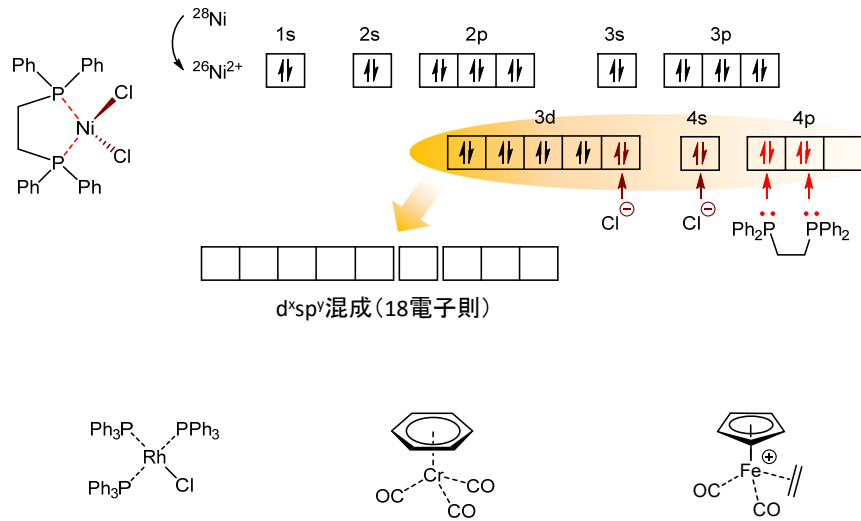 ²⁸Ni
²⁶Ni²⁺
1s 2s 2p 3s 3p
Ph Ph
P Cl
Ni
P Cl
Ph Ph
3d 4s 4p
Cl⊖ Cl⊖
Ph₂P PPh₂
dˣspʸ混成(18電子則)
Ph₃P PPh₃
Rh
Ph₃P Cl
Cr
OC CO
CO
Fe ⊕
OC
CO